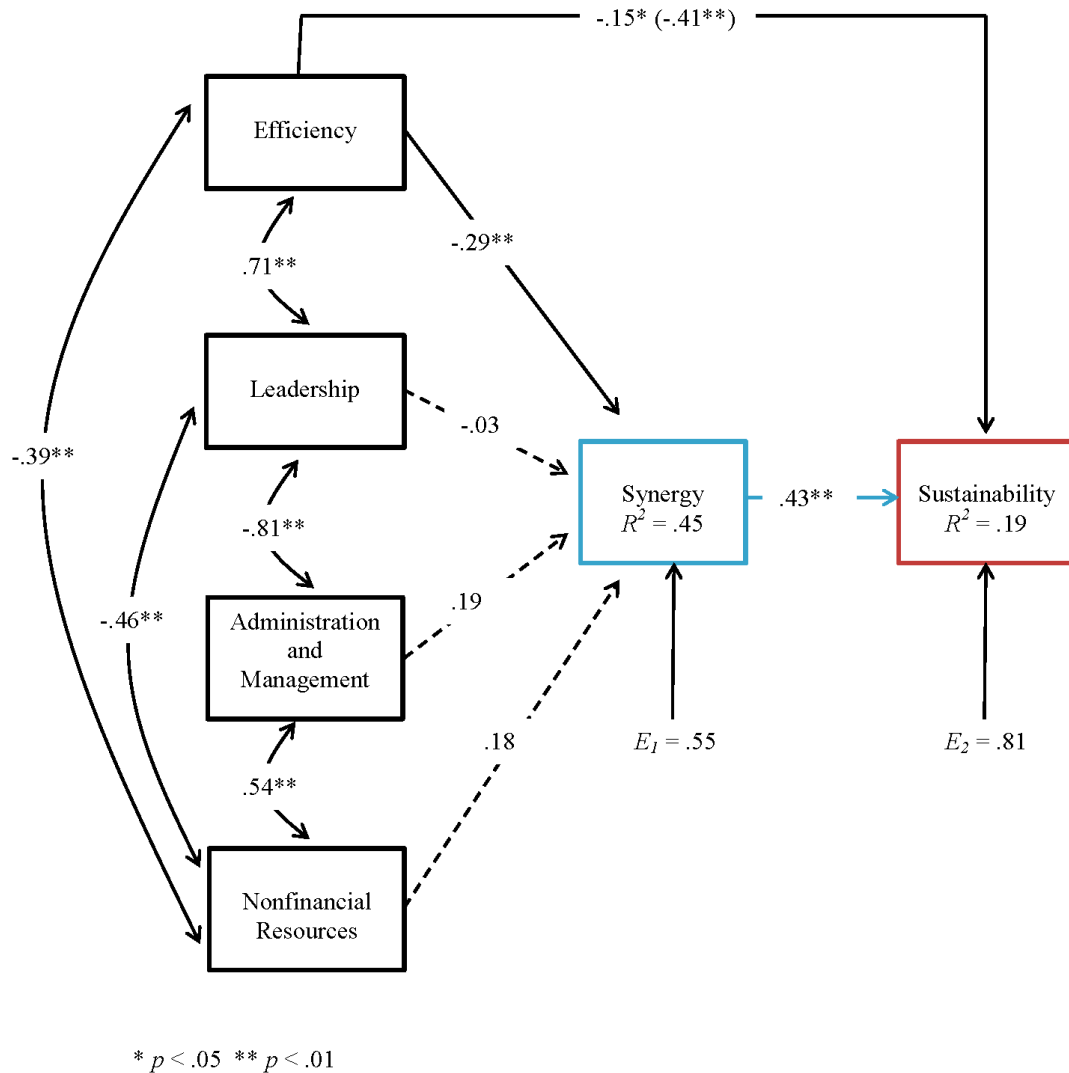 -.15* (-.41**)
Efficiency
-.29**
.71**
Leadership
-.03
-.39**
Synergy
R² = .45
.43**
Sustainability
R² = .19
-.81**
-.46**
Administration
and
Management
.19
.18
E₁ = .55
E₂ = .81
.54**
Nonfinancial
Resources
* p < .05 ** p < .01